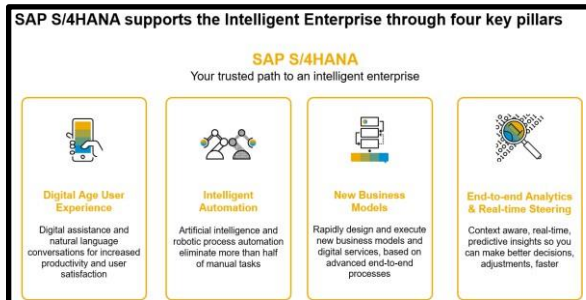 SAP S/4HANA supports the Intelligent Enterprise through four key pillars
SAP S/4HANA
Your trusted path to an intelligent enterprise
Digital Age User
Experience
Digital assistance and
natural language
conversations for increased
productivity and user
satisfaction
Intelligent
Automation
Artificial intelligence and
robotic process automation
eliminate more than half
of manual tasks
New Business
Models
Rapidly design and execute
new business models and
digital services, based on
advanced end-to-end
processes
End-to-end Analytics
& Real-time Steering
Context aware, real-time,
predictive insights so you
can make better decisions,
adjustments, faster